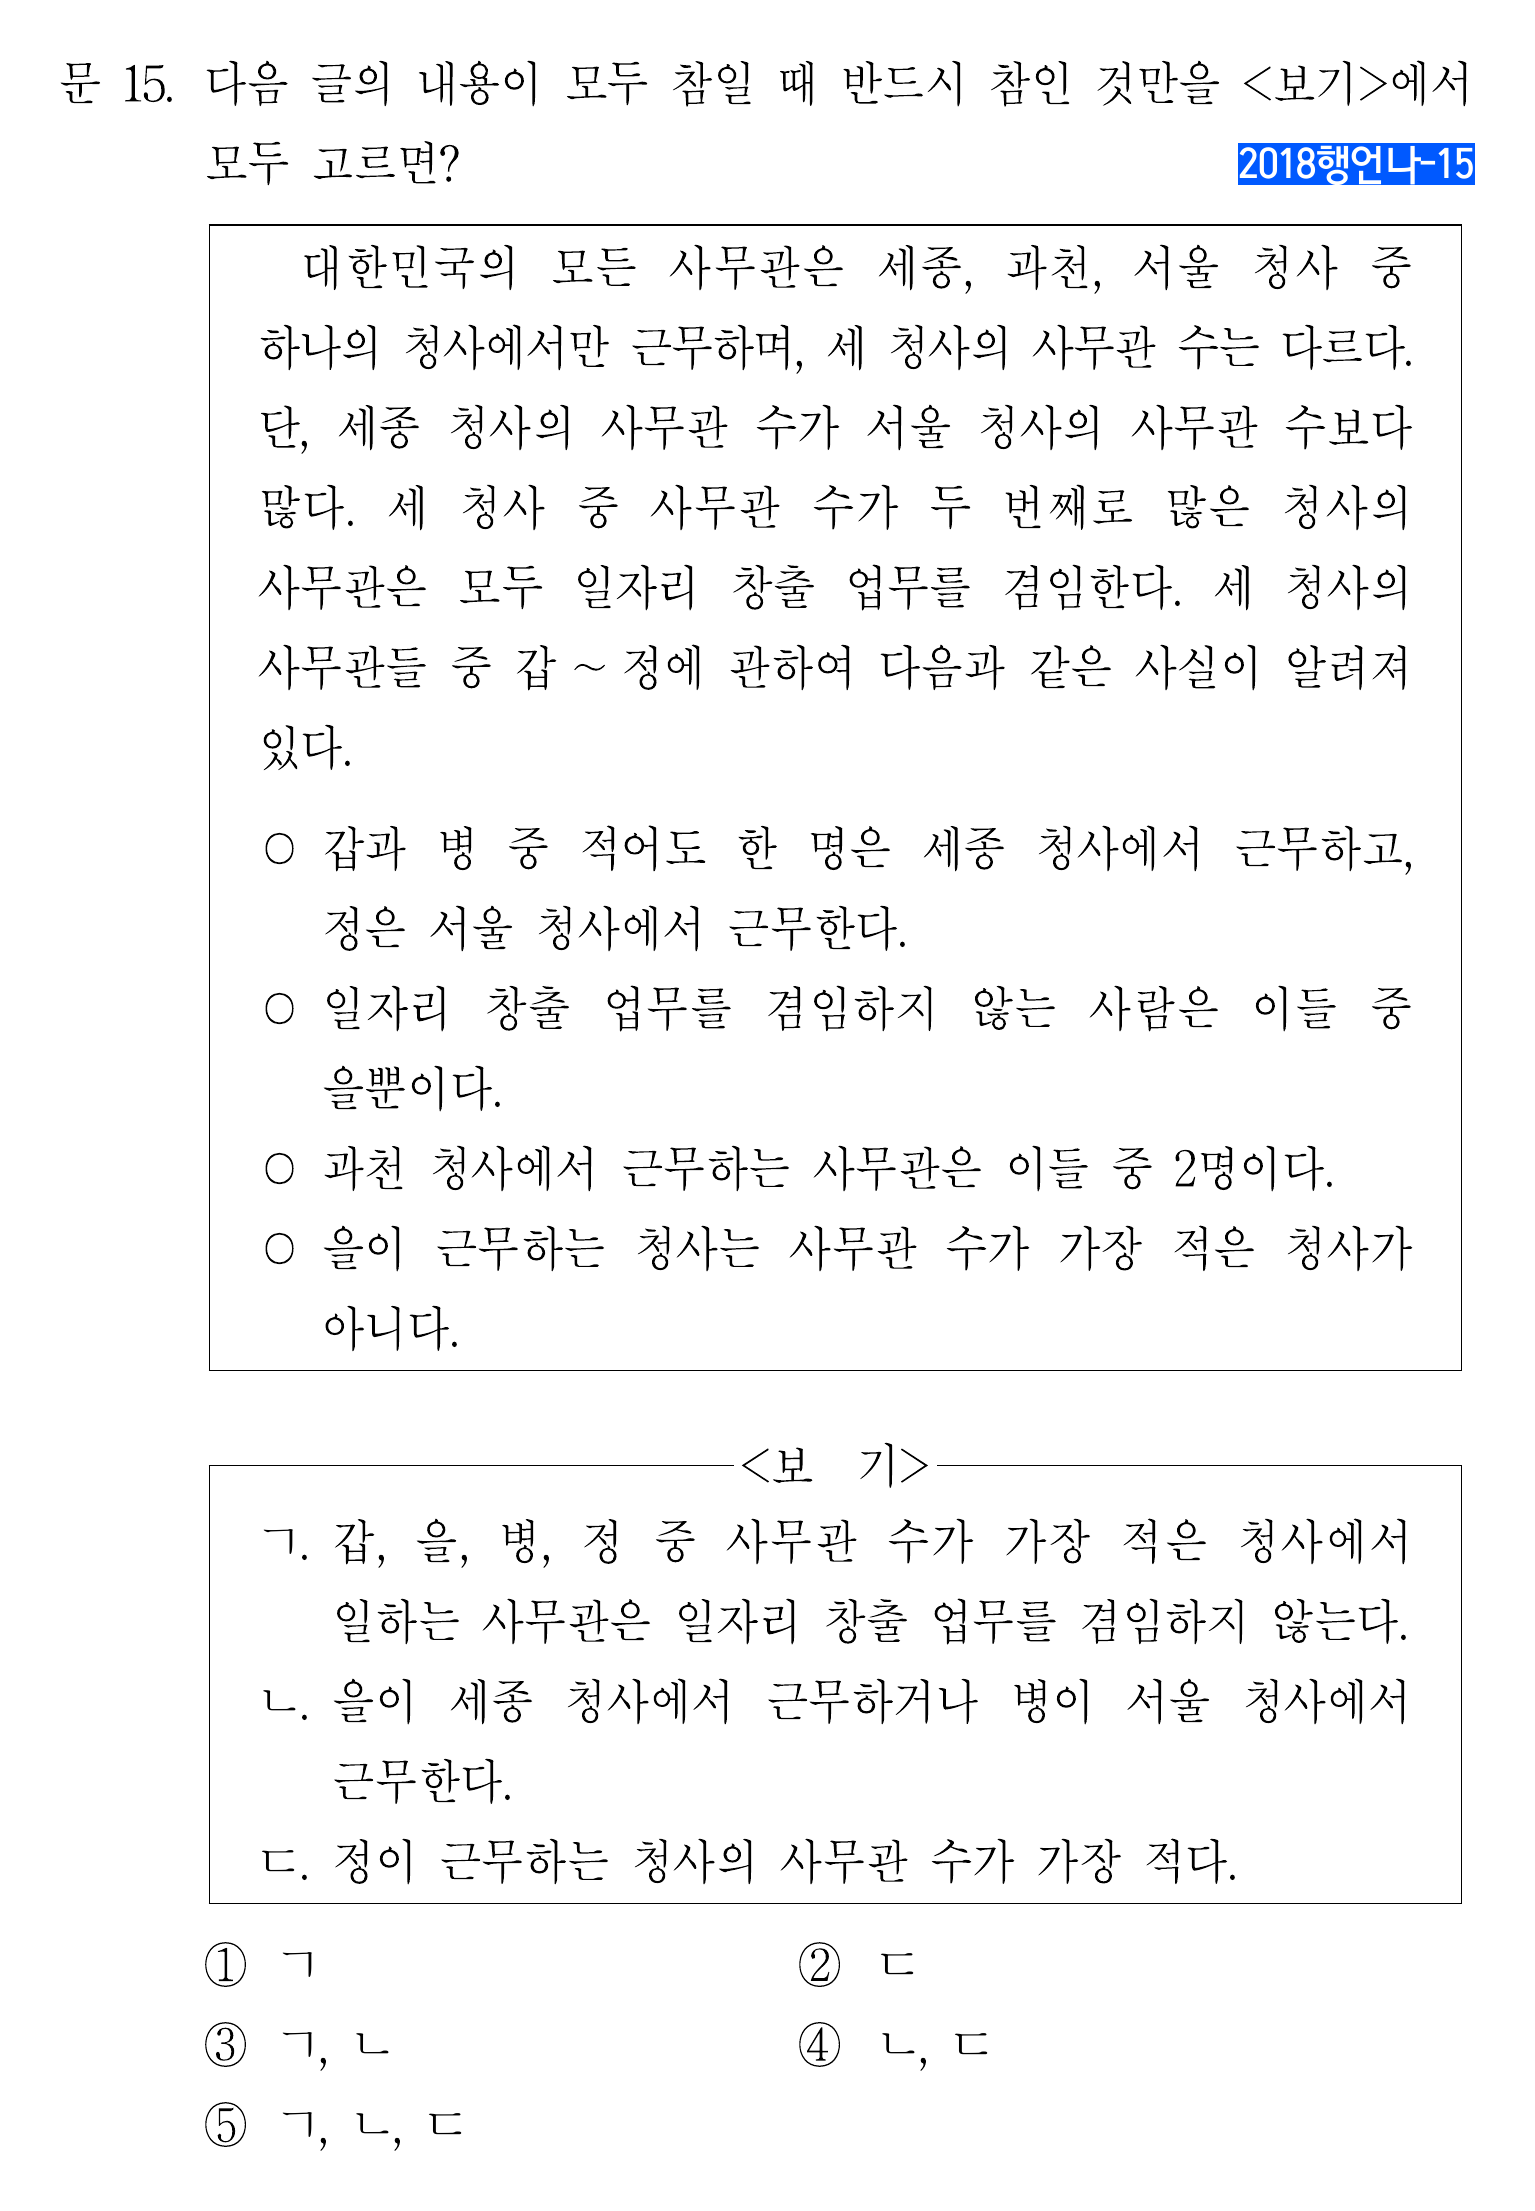 문 15. 다음 글의 내용이 모두 참일 때 반드시 참인 것만을 <보기>에서
모두 고르면?
2018행언나-15
대한민국의 모든 사무관은 세종, 과천, 서울 청사 중
하나의 청사에서만 근무하며, 세 청사의 사무관 수는 다르다.
단, 세종 청사의 사무관 수가 서울 청사의 사무관 수보다
많다. 세 청사 중 사무관 수가 두 번째로 많은 청사의
사무관은 모두 일자리 창출 업무를 겸임한다. 세 청사의
사무관들 중 갑 ~ 정에 관하여 다음과 같은 사실이 알려져
있다.
○ 갑과 병 중 적어도 한 명은 세종 청사에서 근무하고,
정은 서울 청사에서 근무한다.
○ 일자리 창출 업무를 겸임하지 않는 사람은 이들 중
을뿐이다.
○ 과천 청사에서 근무하는 사무관은 이들 중 2명이다.
○ 을이 근무하는 청사는 사무관 수가 가장 적은 청사가
아니다.
<보 기>
ㄱ. 갑, 을, 병, 정 중 사무관 수가 가장 적은 청사에서
일하는 사무관은 일자리 창출 업무를 겸임하지 않는다.
ㄴ. 을이 세종 청사에서 근무하거나 병이 서울 청사에서
근무한다.
ㄷ. 정이 근무하는 청사의 사무관 수가 가장 적다.
① ㄱ
② ㄷ
③ ㄱ, ㄴ
④ ㄴ, ㄷ
⑤ ㄱ, ㄴ, ㄷ